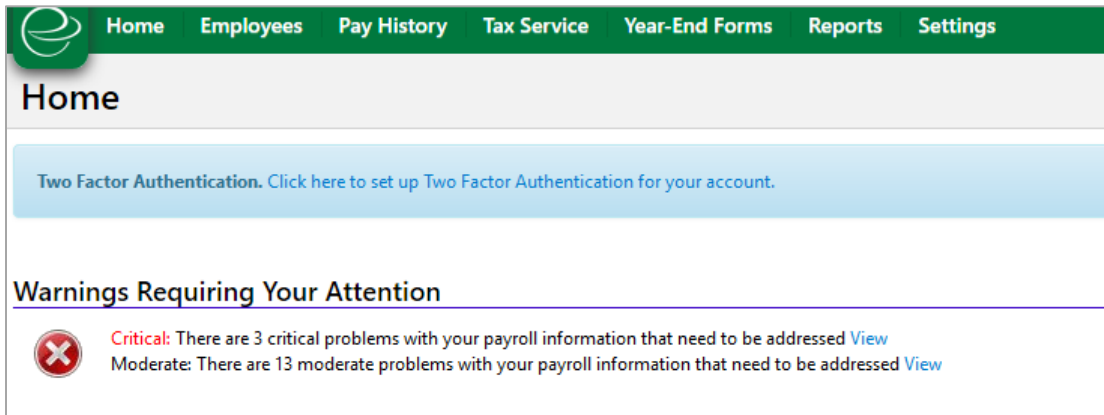 Home Employees Pay History Tax Service Year-End Forms Reports Settings
Home
Two Factor Authentication. Click here to set up Two Factor Authentication for your account.
Warnings Requiring Your Attention
Critical: There are 3 critical problems with your payroll information that need to be addressed View
Moderate: There are 13 moderate problems with your payroll information that need to be addressed View